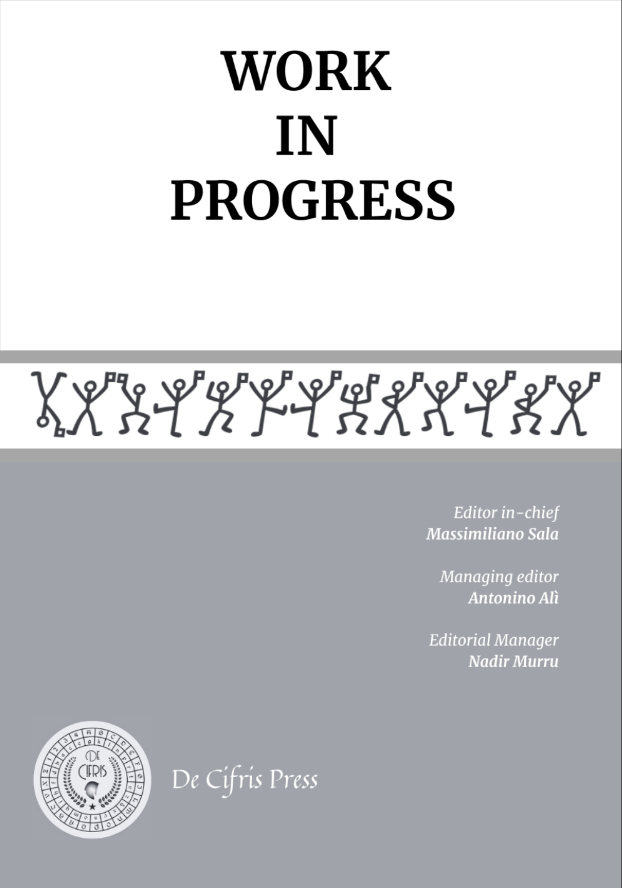 WORK
IN
PROGRESS
Editor in-chief
Massimiliano Sala
Managing editor
Antonino Alì
Editorial Manager
Nadir Murru
DE
CIFRIS
De Cifris Press